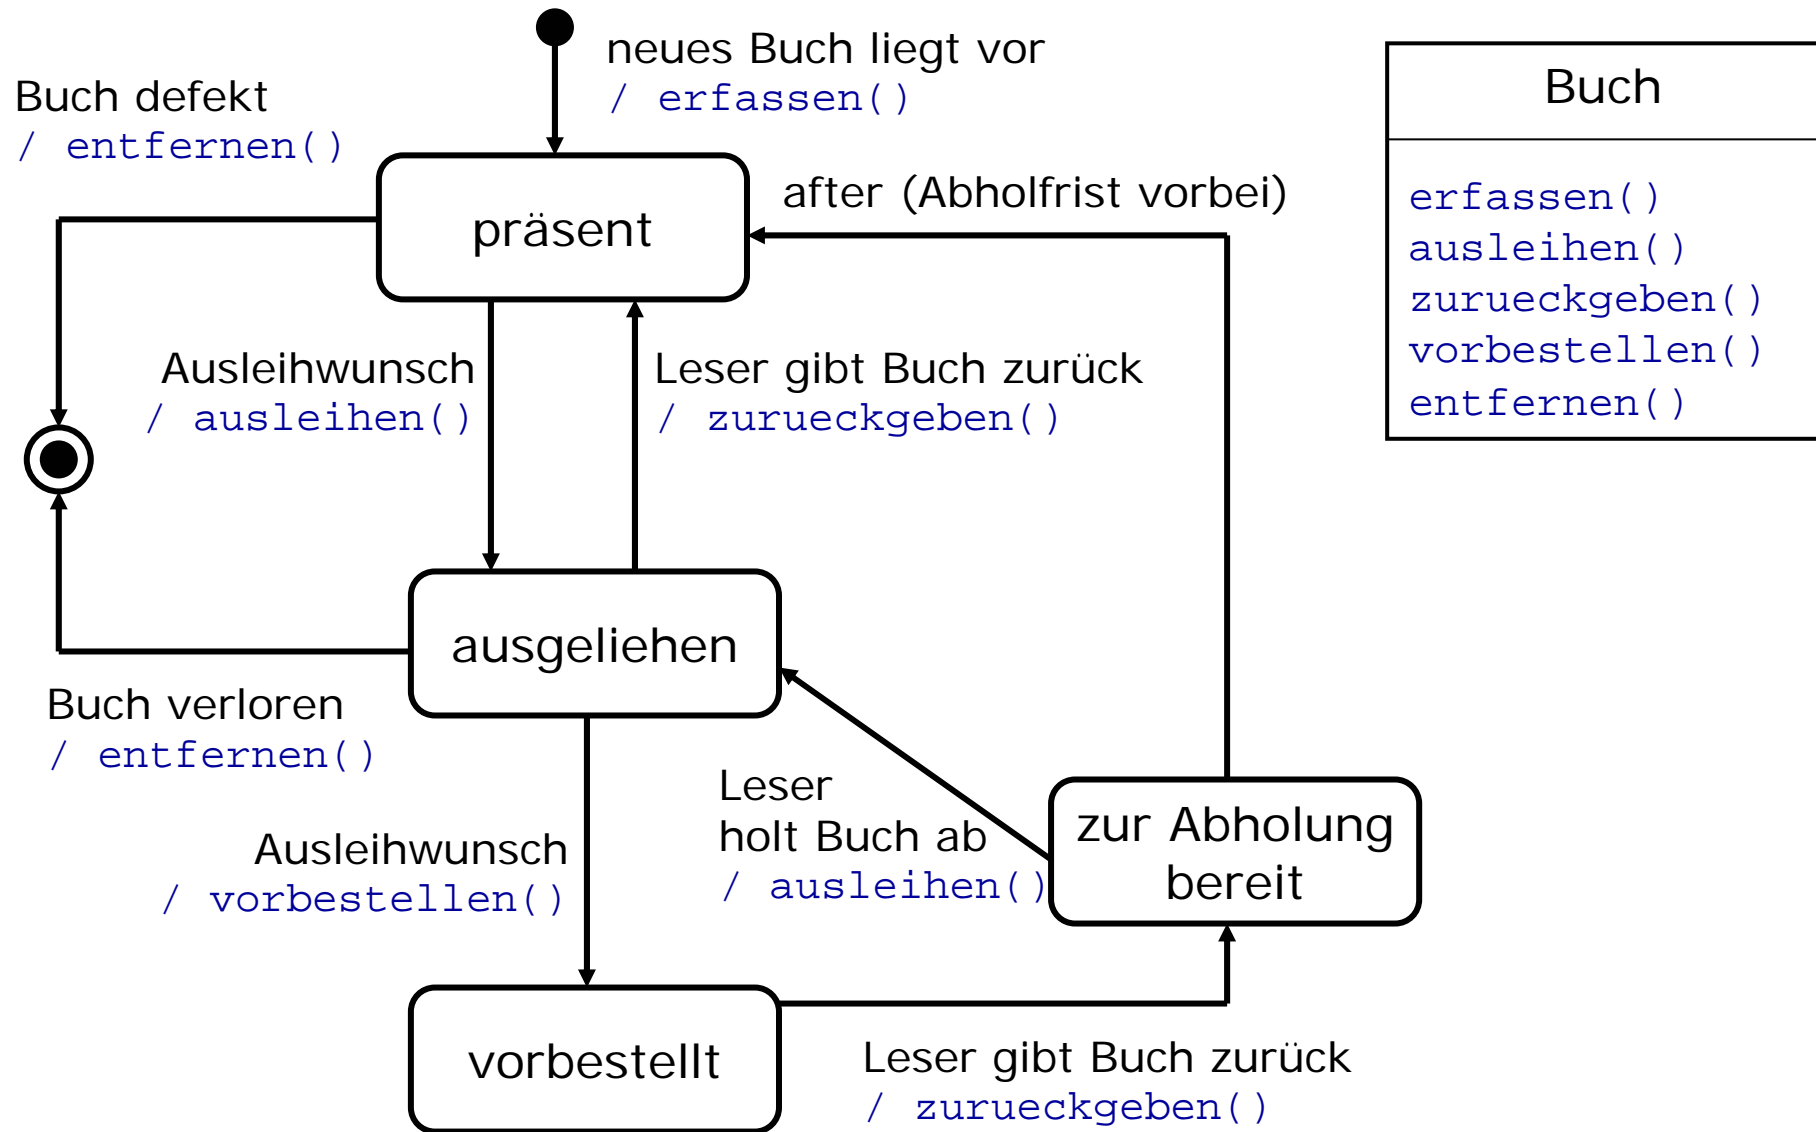 neues Buch liegt vor
/ erfassen()
Buch defekt
/ entfernen()
präsent
after (Abholfrist vorbei)
Buch
erfassen()
ausleihen()
zurueckgeben()
vorbestellen()
entfernen()
Ausleihwunsch
/ ausleihen()
Leser gibt Buch zurück
/ zurueckgeben()
ausgeliehen
Buch verloren
/ entfernen()
Leser
holt Buch ab
/ ausleihen()
zur Abholung
bereit
Ausleihwunsch
/ vorbestellen()
vorbestellt
Leser gibt Buch zurück
/ zurueckgeben()